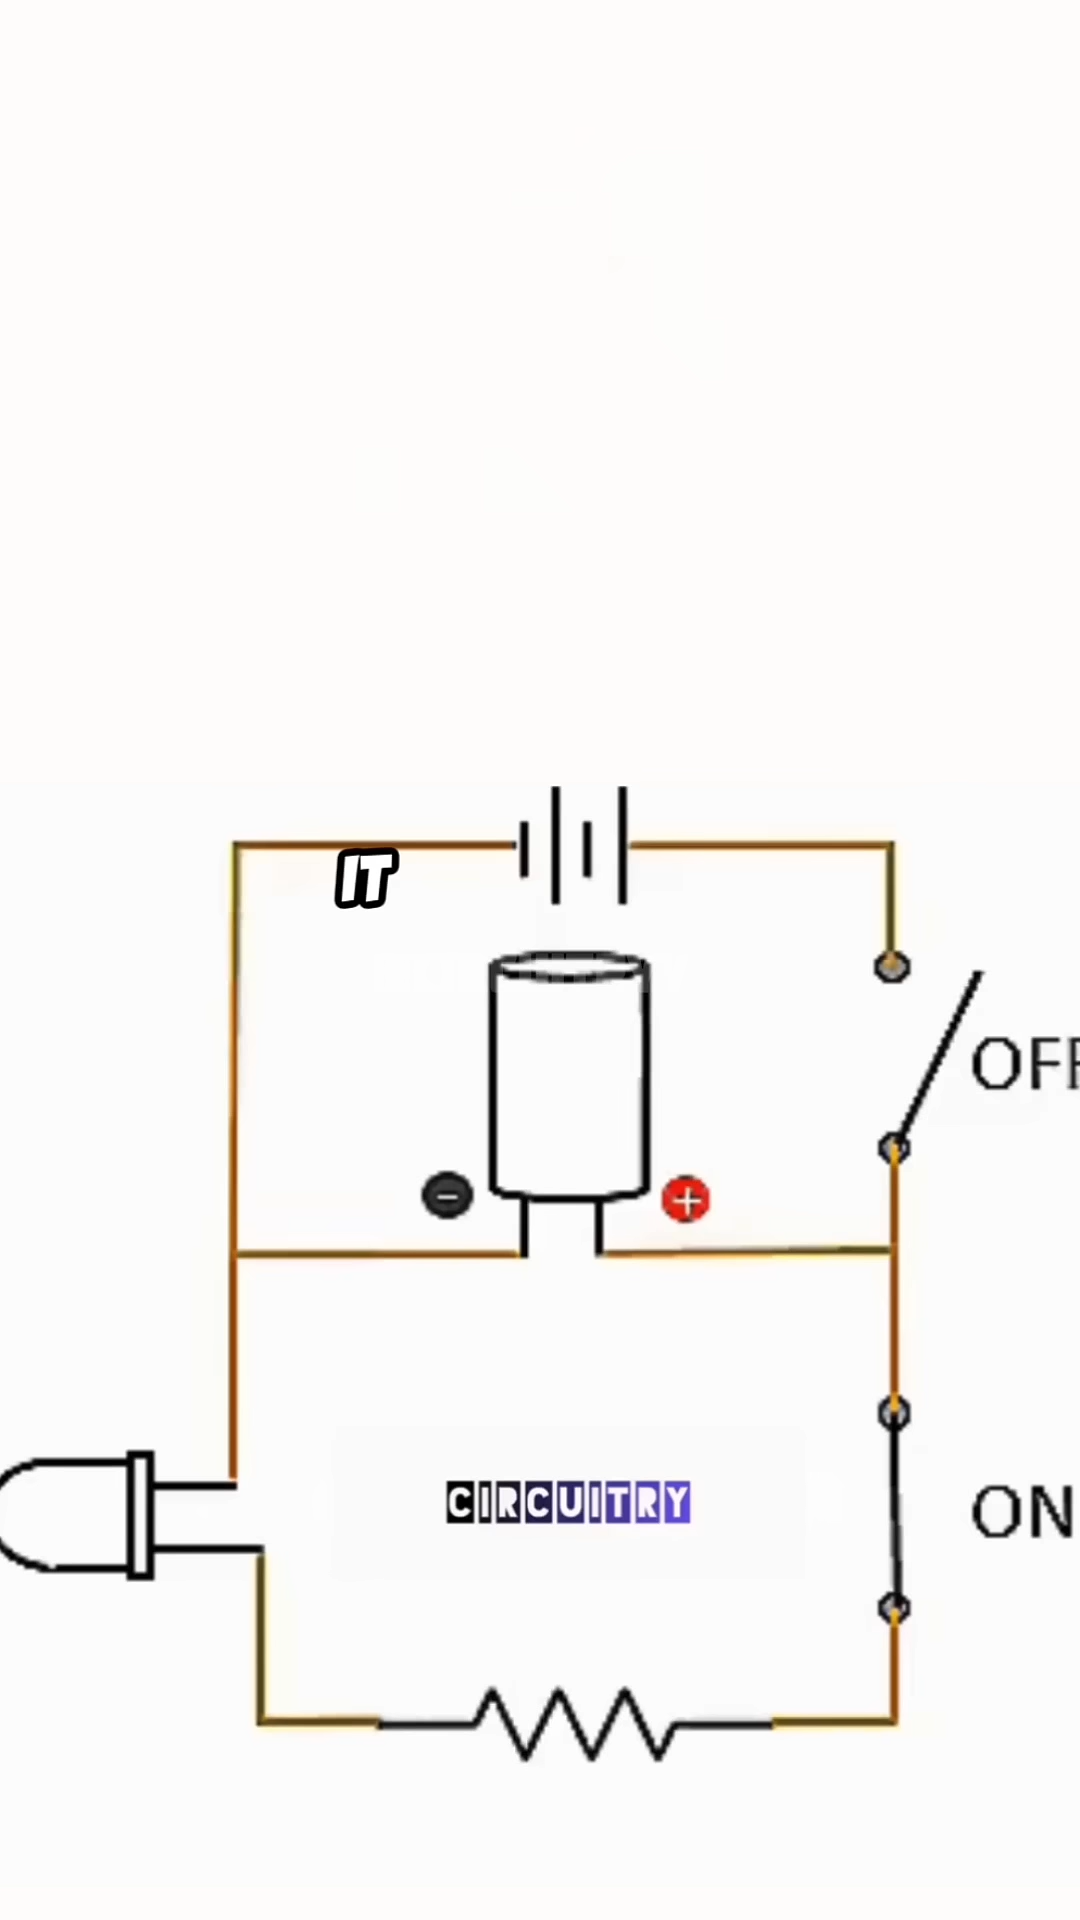 IT
OFF
−
+
CIRCUITRY
ON